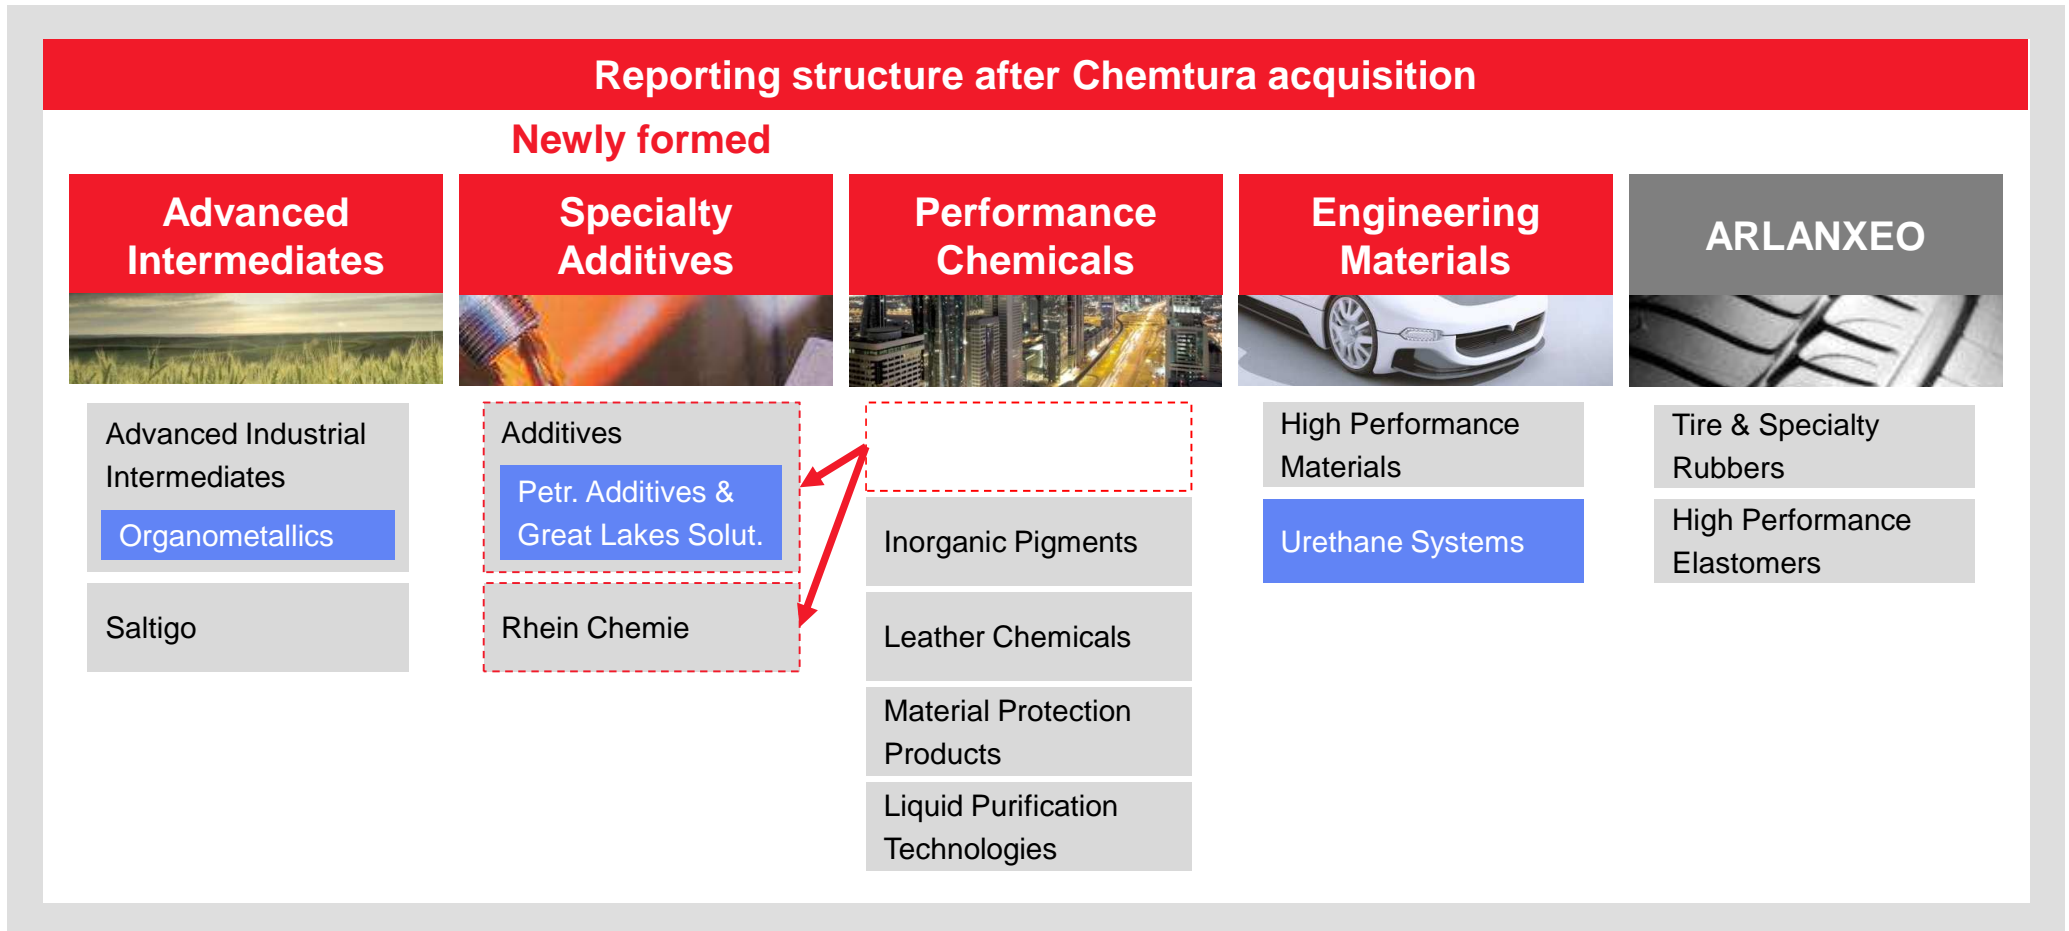 Reporting structure after Chemtura acquisition
Newly formed
Advanced
Intermediates
Advanced Industrial
Intermediates
Organometallics
Saltigo
Specialty
Additives
Additives
Petr. Additives &
Great Lakes Solut.
Rhein Chemie
Performance
Chemicals
Inorganic Pigments
Leather Chemicals
Material Protection
Products
Liquid Purification
Technologies
Engineering
Materials
High Performance
Materials
Urethane Systems
ARLANXEO
Tire & Specialty
Rubbers
High Performance
Elastomers